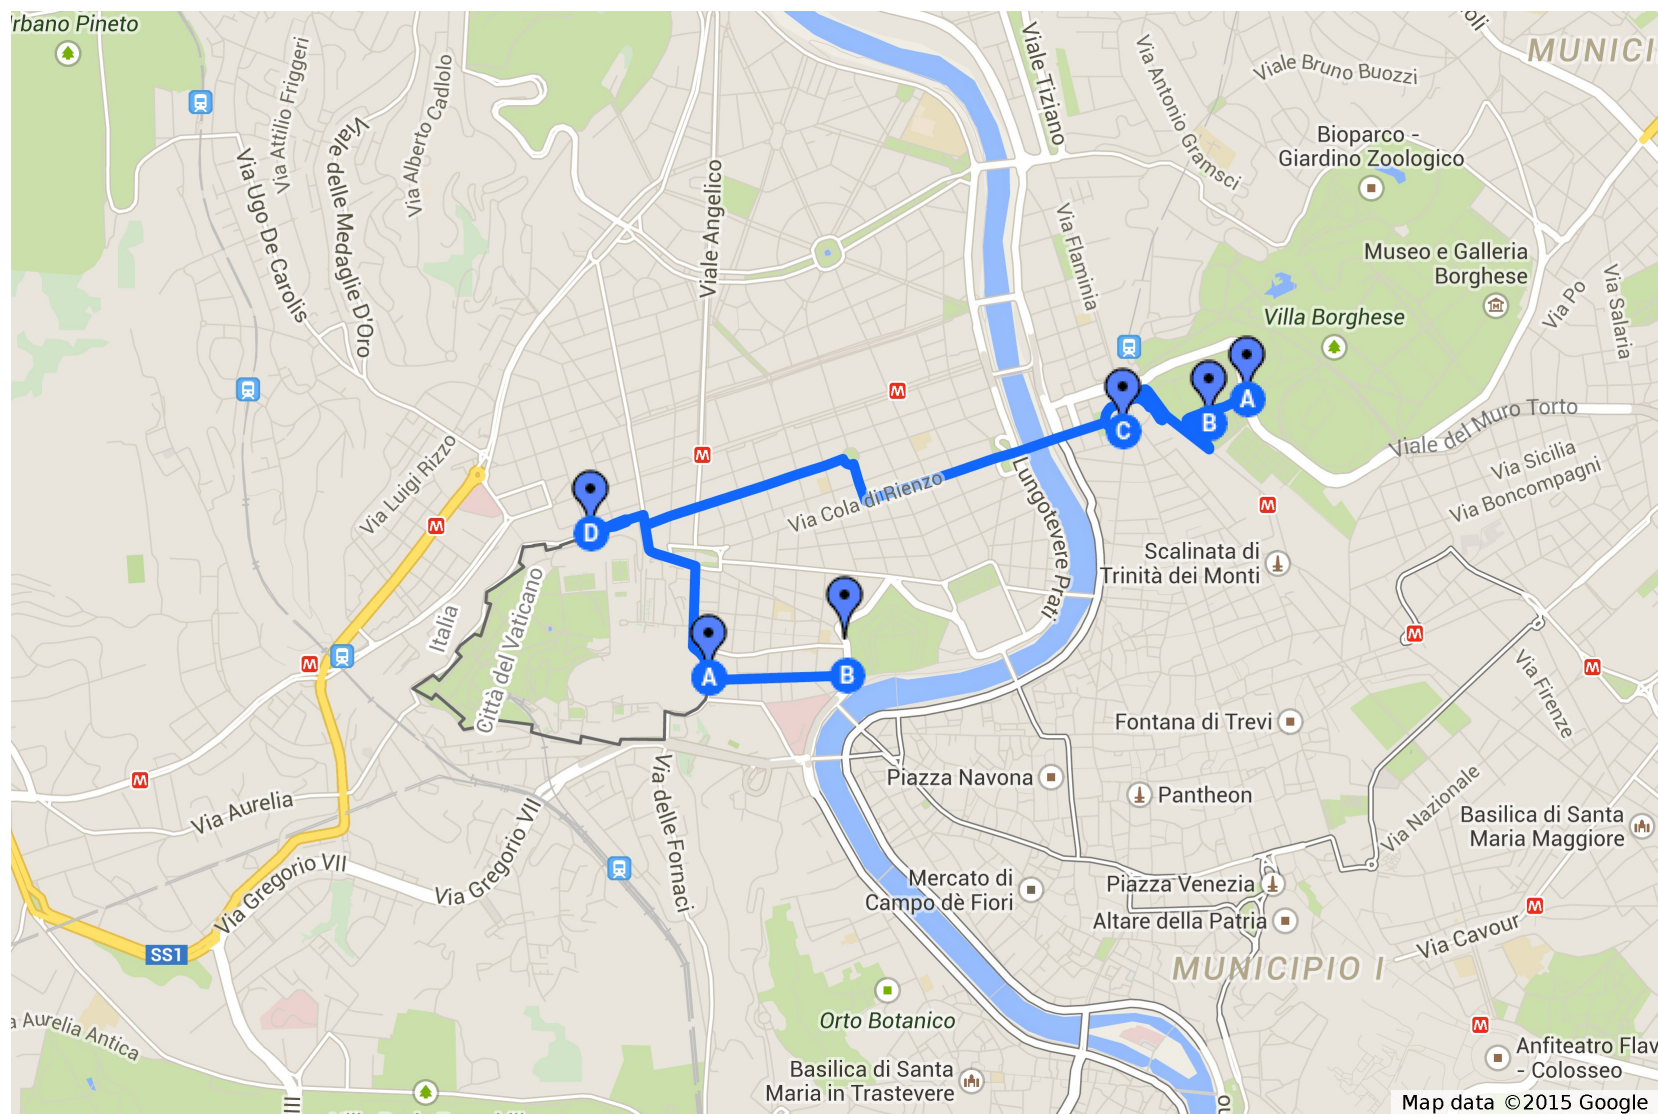 rbano Pineto
Via Attilio Friggeri
Viale delle Medaglie D'Oro
Via Alberto Cadlolo
Via Ugo De Carolis
Viale Angelico
Viale Tiziano
Via Antonio Gramsci
Viale Bruno Buozzi
MUNICI
Bioparco -
Giardino Zoologico
Via Flaminia
Museo e Galleria
Borghese
Villa Borghese
Via Po
Via Salaria
A
B
C
Viale del Muro Torto
Via Sicilia
Via Boncompagni
Via Luigi Rizzo
M
M
M
M
D
Via Cola di Rienzo
Lungotevere Prati
Scalinata di
Trinità dei Monti
Italia
Città del Vaticano
A
B
M
M
M
Via Firenze
Fontana di Trevi
Piazza Navona
Pantheon
M
Via Aurelia
Via delle Fornaci
Via Gregorio VII
Via Gregorio VII
Via Nazionale
Basilica di Santa
Maria Maggiore
Mercato di
Campo dè Fiori
Piazza Venezia
Altare della Patria
M
Via Cavour
SS1
MUNICIPIO I
Orto Botanico
a Aurelia Antica
M
Basilica di Santa
Maria in Trastevere
Anfiteatro Flav
- Colosseo
Map data ©2015 Google